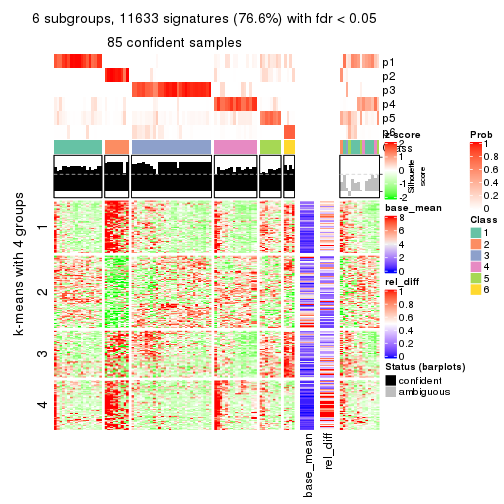 6 subgroups, 11633 signatures (76.6%) with fdr < 0.05
85 confident samples
p1
p2
p3
p4
p5
p6
Class
Silhouette
score
k-means with 4 groups
1
2
3
4
base_mean
rel_diff
z-score
2
1
0
-1
-2
base_mean
8
6
4
2
0
rel_diff
1
0.8
0.6
0.4
0.2
0
Status (barplots)
confident
ambiguous
Prob
1
0.8
0.6
0.4
0.2
0
Class
1
2
3
4
5
6